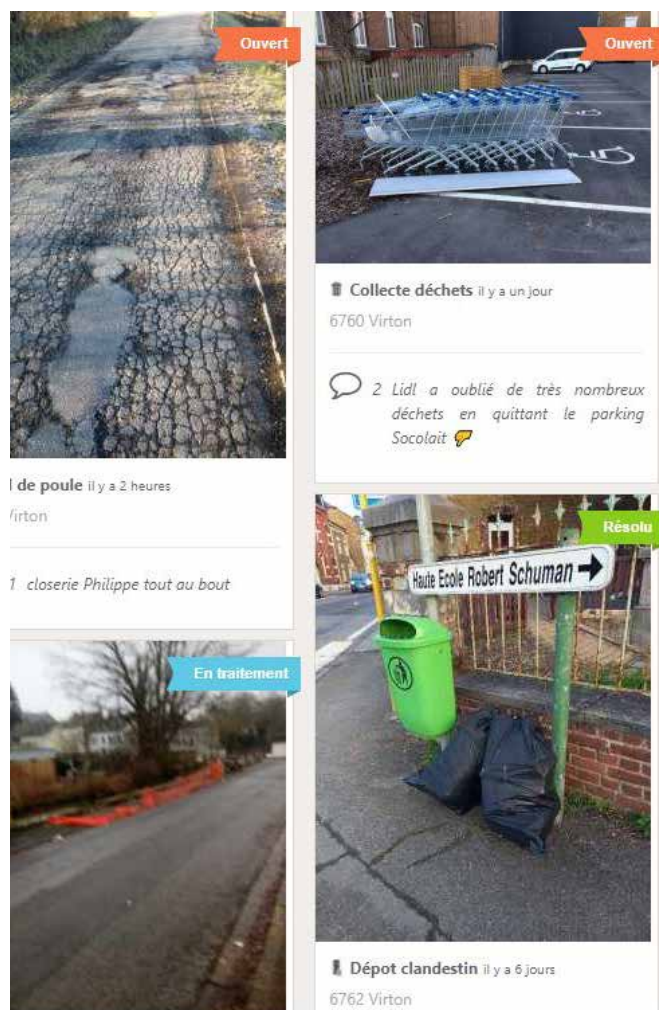 Ouvert
de poule il y a 2 heures
Virton
1 closerie Philippe tout au bout
En traitement
Ouvert
Collecte déchets il y a un jour
6760 Virton
2 Lidl a oublié de très nombreux
déchets en quittant le parking
Socolait
Résolu
Haute Ecole Robert Schuman
Dépot clandestin il y a 6 jours
6762 Virton